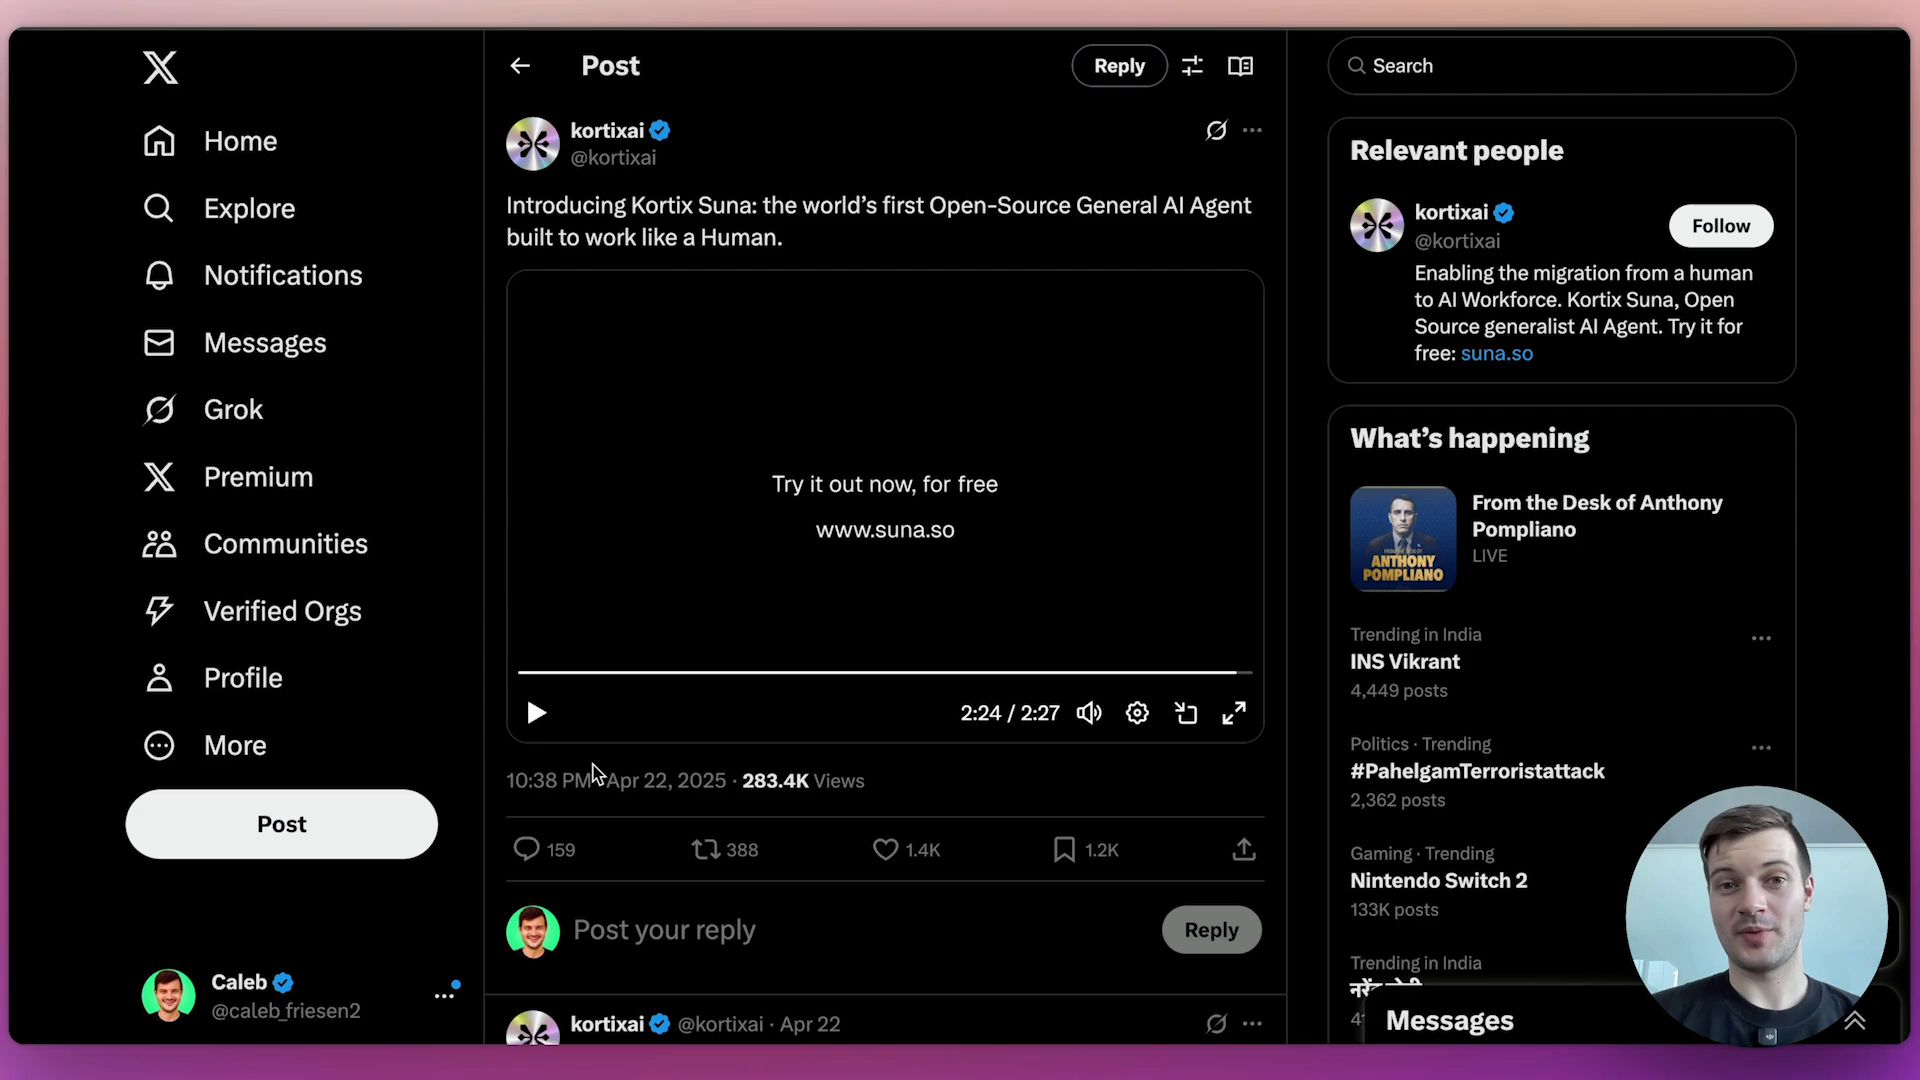 Home
Explore
Notifications
Messages
Grok
Premium
Communities
Verified Orgs
Profile
More
Post
Caleb
@caleb_friesen2
Post
Reply
kortixai
@kortixai
Introducing Kortix Suna: the world's first Open-Source General AI Agent
built to work like a Human.
Try it out now, for free
www.suna.so
2:24 / 2:27
10:38 PM · Apr 22, 2025 · 283.4K Views
159
388
1.4K
1.2K
Post your reply
Reply
kortixai @kortixai · Apr 22
Search
Relevant people
kortixai
@kortixai
Follow
Enabling the migration from a human
to AI Workforce. Kortix Suna, Open
Source generalist AI Agent. Try it for
free: suna.so
What's happening
FROM THE DESK OF
ANTHONY
POMPLIANO
From the Desk of Anthony
Pompliano
LIVE
Trending in India
INS Vikrant
4,449 posts
Politics · Trending
#PahelgamTerroristattack
2,362 posts
Gaming · Trending
Nintendo Switch 2
133K posts
Trending in India
Messages